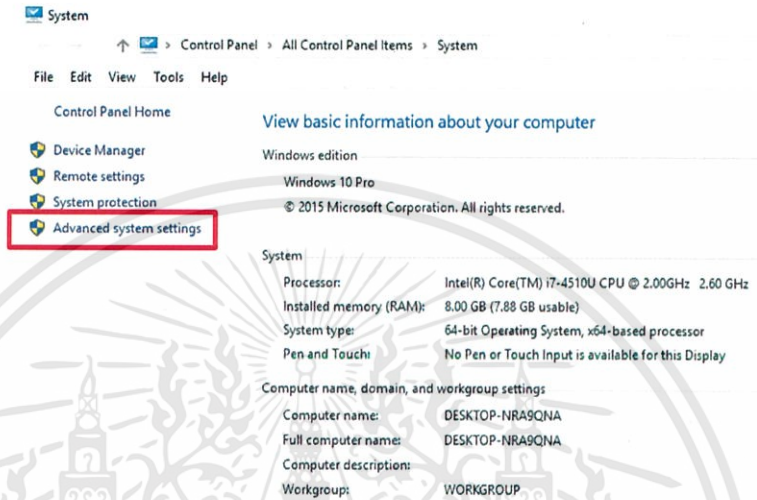 System
Control Panel > All Control Panel Items > System
File Edit View Tools Help
Control Panel Home
Device Manager
Remote settings
System protection
Advanced system settings
View basic information about your computer
Windows edition
Windows 10 Pro
© 2015 Microsoft Corporation. All rights reserved.
System
Processor: Intel(R) Core(TM) i7-4510U CPU @ 2.00GHz 2.60 GHz
Installed memory (RAM): 8.00 GB (7.88 GB usable)
System type: 64-bit Operating System, x64-based processor
Pen and Touch: No Pen or Touch Input is available for this Display
Computer name, domain, and workgroup settings
Computer name: DESKTOP-NRA9QNA
Full computer name: DESKTOP-NRA9QNA
Computer description:
Workgroup: WORKGROUP